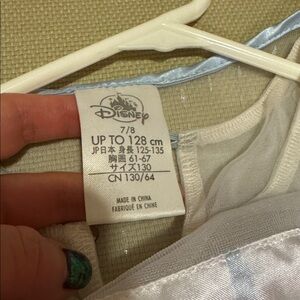 Disney
7/8
UP TO 128 cm
JP日本 身長 125-135
胸囲 61-67
サイズ130
CN 130/64
MADE IN CHINA
FABRIQUÉ EN CHINE